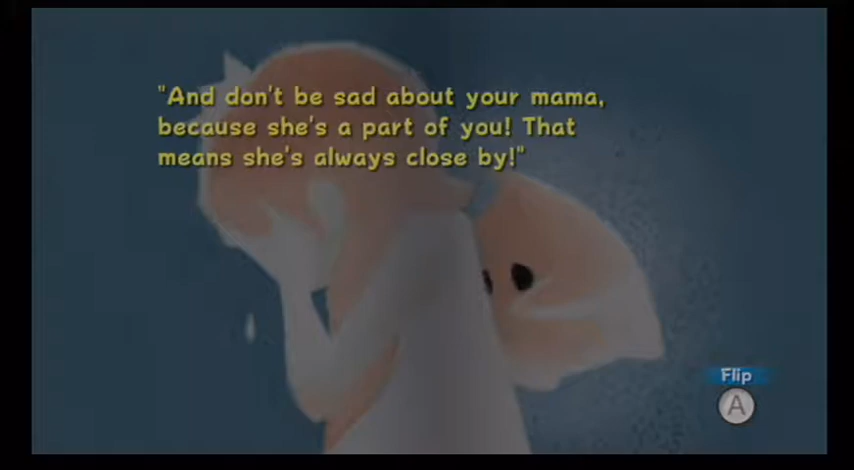 "And don't be sad about your mama,
because she's a part of you! That
means she's always close by!"
Flip
A